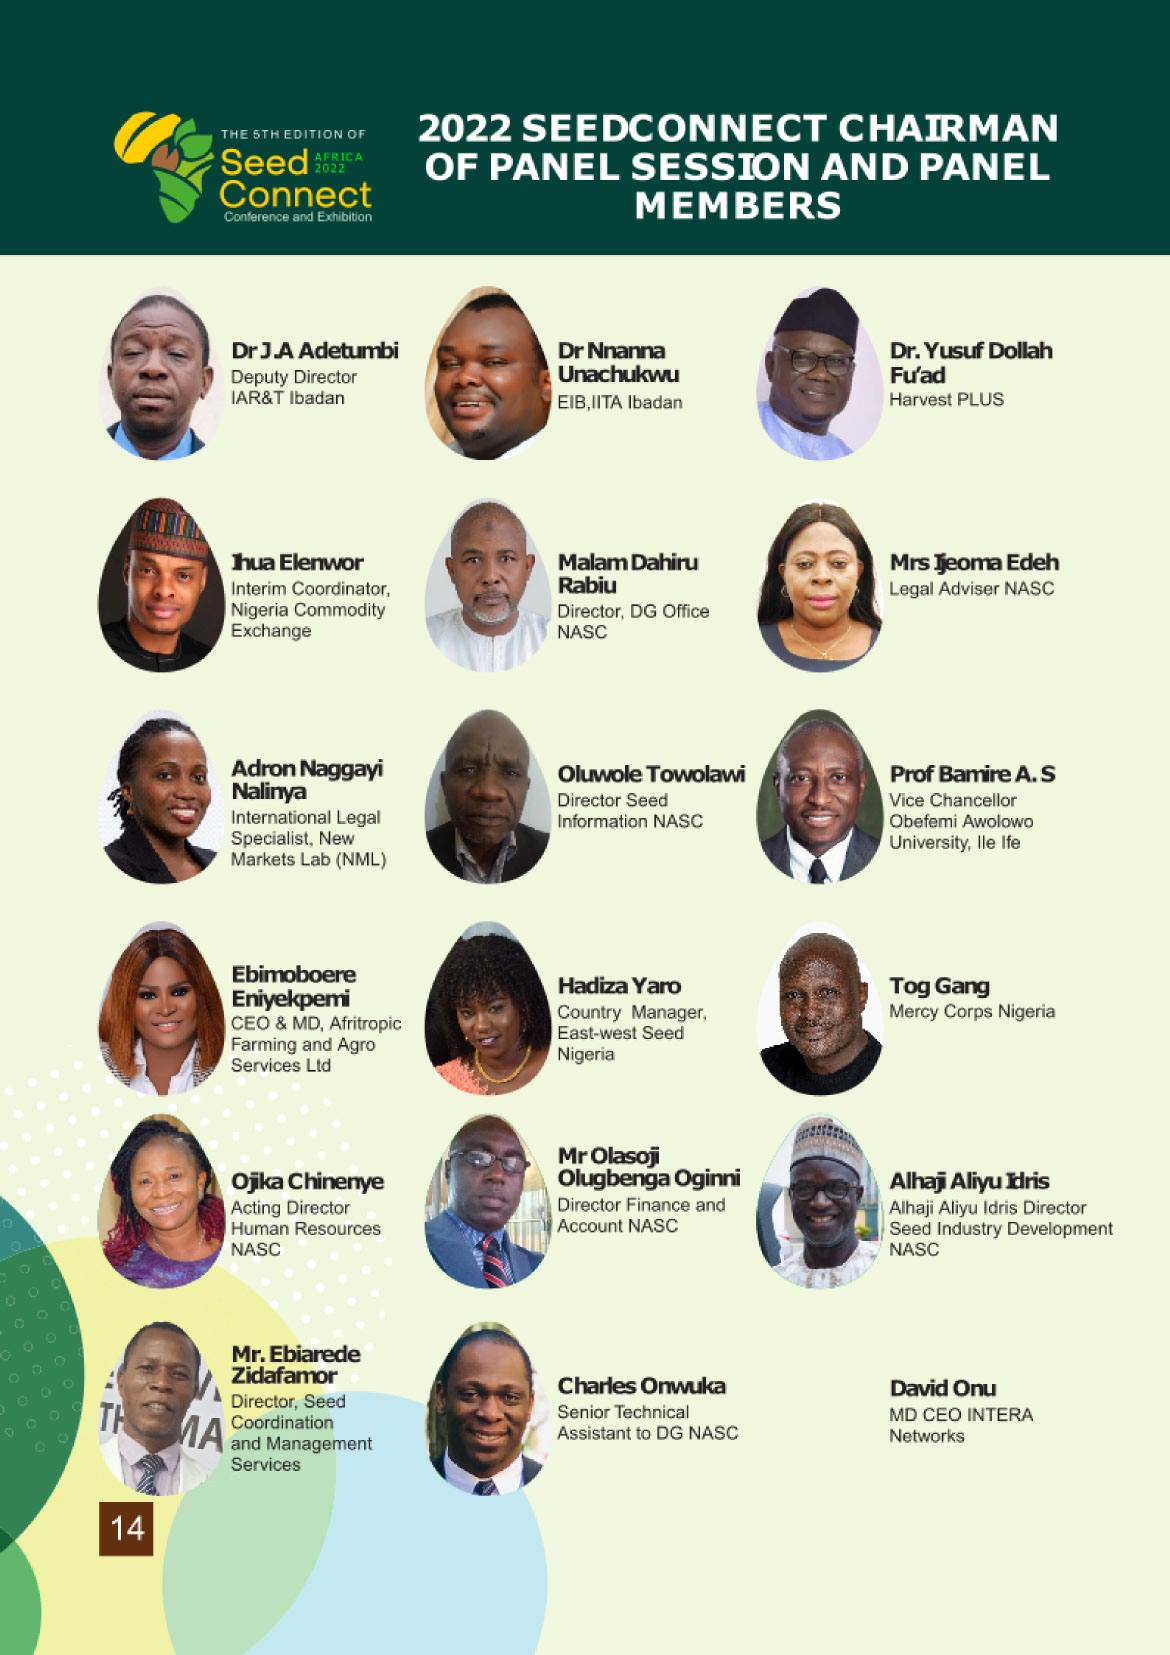 THE 5TH EDITION OF
Seed AFRICA 2022
Connect
Conference and Exhibition
2022 SEEDCONNECT CHAIRMAN
OF PANEL SESSION AND PANEL
MEMBERS
Dr J.A Adetumbi
Deputy Director
IAR&T Ibadan
Dr Nnanna
Unachukwu
EIB,IITA Ibadan
Dr. Yusuf Dollah
Fu’ad
Harvest PLUS
Ihua Elenwor
Interim Coordinator,
Nigeria Commodity
Exchange
Malam Dahiru
Rabiu
Director, DG Office
NASC
Mrs Ijeoma Edeh
Legal Adviser NASC
Adron Naggayi
Nalinya
International Legal
Specialist, New
Markets Lab (NML)
Oluwole Towolawi
Director Seed
Information NASC
Prof Bamire A. S
Vice Chancellor
Obefemi Awolowo
University, Ile Ife
Ebimoboere
Eniyekpemi
CEO & MD, Afritropic
Farming and Agro
Services Ltd
Hadiza Yaro
Country Manager,
East-west Seed
Nigeria
Tog Gang
Mercy Corps Nigeria
Ojika Chinenye
Acting Director
Human Resources
NASC
Mr Olasoji
Olugbenga Oginni
Director Finance and
Account NASC
Alhaji Aliyu Idris
Alhaji Aliyu Idris Director
Seed Industry Development
NASC
Mr. Ebiarede
Zidafamor
Director, Seed
Coordination
and Management
Services
Charles Onwuka
Senior Technical
Assistant to DG NASC
David Onu
MD CEO INTERA
Networks
14